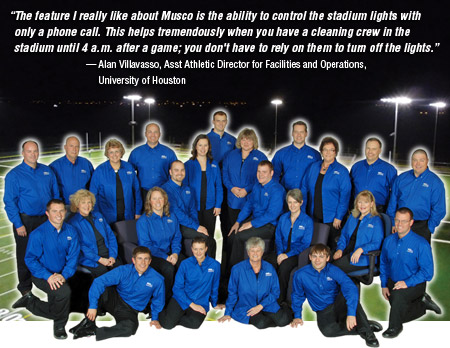 “The feature I really like about Musco is the ability to control the stadium lights with
only a phone call. This helps tremendously when you have a cleaning crew in the
stadium until 4 a.m. after a game; you don't have to rely on them to turn off the lights.”
— Alan Villavasso, Asst Athletic Director for Facilities and Operations,
University of Houston